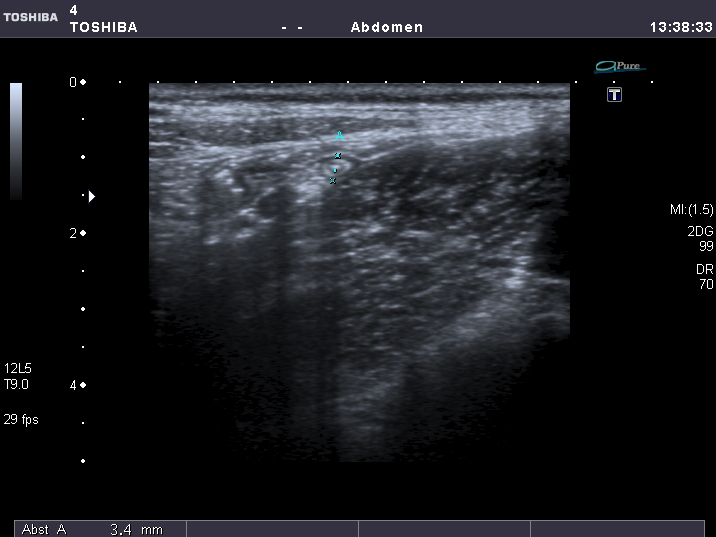 TOSHIBA
4
TOSHIBA - - Abdomen 13:38:33
Pure
T
0
2
4
MI:(1.5)
2DG
99
DR
70
12L5
T9.0
29 fps
A
Abst A 3.4 mm